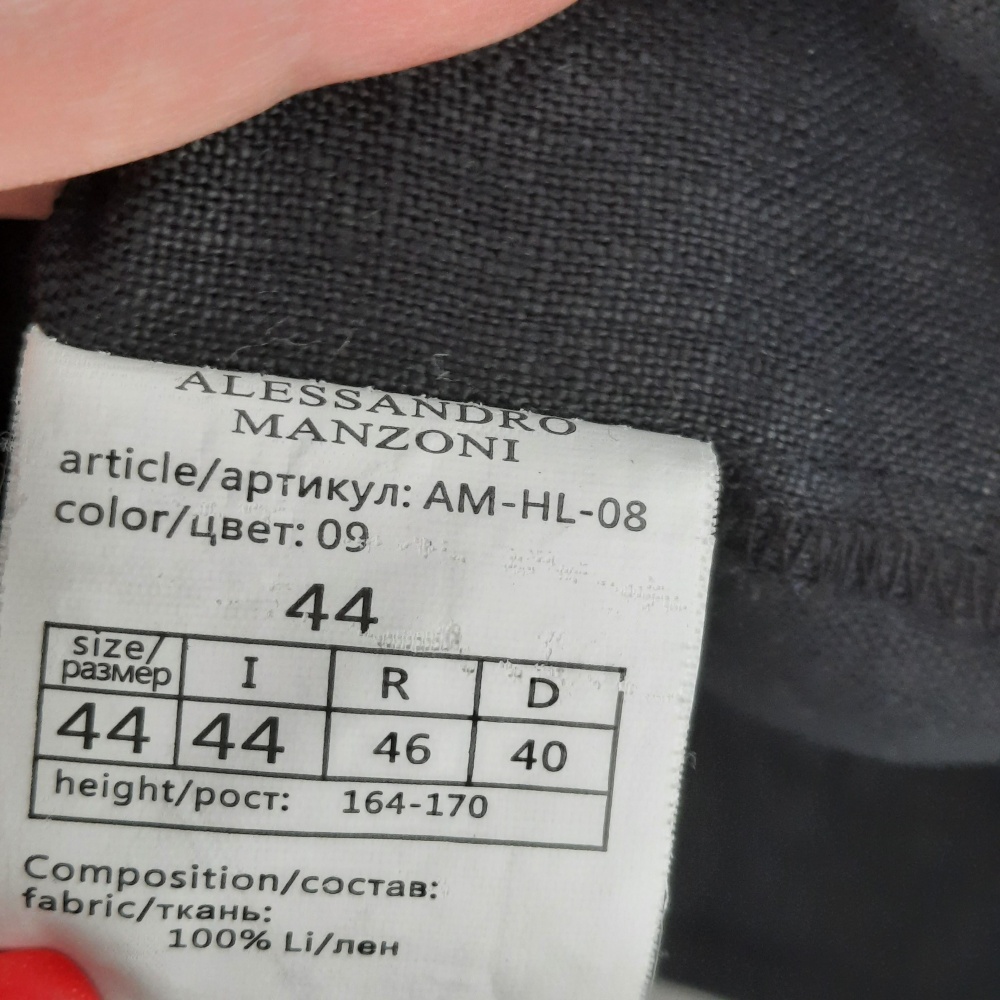 ALESSANDRO
MANZONI
article/артикул: AM-HL-08
color/цвет: 09
44
size/размер I R D
44 44 46 40
height/рост: 164-170
Composition/состав:
fabric/ткань:
100% Li/лен